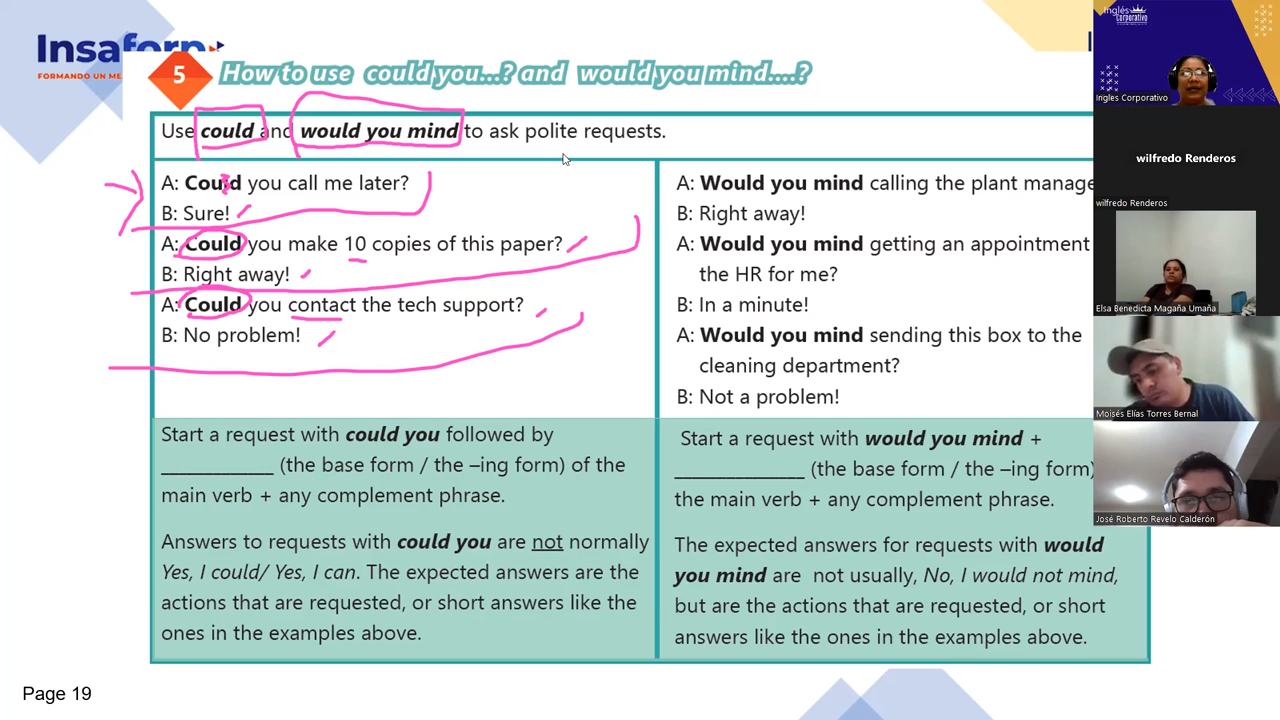 Insaforp
FORMANDO UN ME
5
How to use could you...? and would you mind....?
Use could and would you mind to ask polite requests.
A: Could you call me later?
B: Sure!
A: Could you make 10 copies of this paper?
B: Right away!
A: Could you contact the tech support?
B: No problem!
A: Would you mind calling the plant manage
B: Right away!
A: Would you mind getting an appointment
the HR for me?
B: In a minute!
A: Would you mind sending this box to the
cleaning department?
B: Not a problem!
Start a request with could you followed by
____________ (the base form / the –ing form) of the
main verb + any complement phrase.
Answers to requests with could you are not normally
Yes, I could/ Yes, I can. The expected answers are the
actions that are requested, or short answers like the
ones in the examples above.
Start a request with would you mind +
______________ (the base form / the –ing form)
the main verb + any complement phrase.
The expected answers for requests with would
you mind are not usually, No, I would not mind,
but are the actions that are requested, or short
answers like the ones in the examples above.
Page 19
Inglés
Corporativo
Ingles Corporativo
wilfredo Renderos
wilfredo Renderos
Elsa Benedicta Magaña Umaña
Moisés Elías Torres Bernal
José Roberto Revelo Calderón